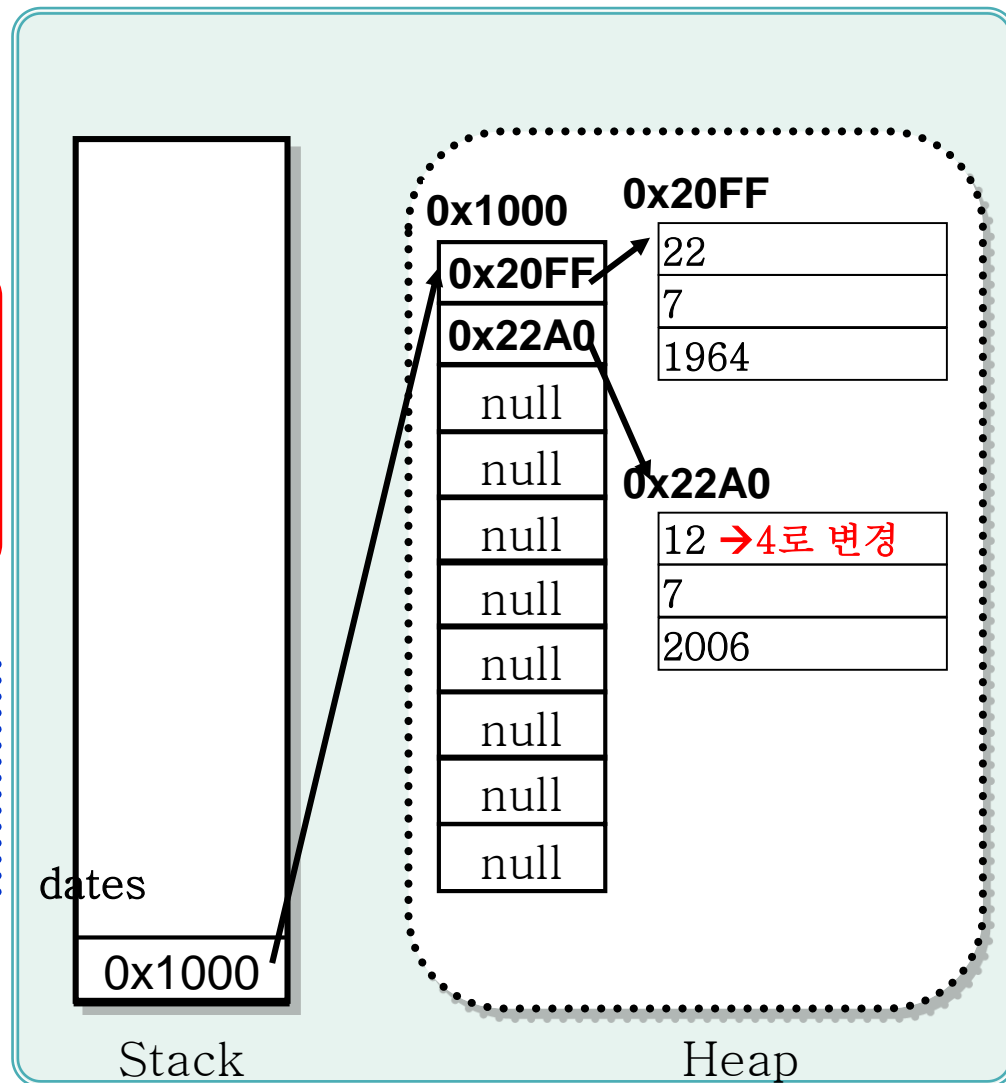 0x20FF
0x1000
22
0x20FF
7
0x22A0
1964
null
null
0x22A0
null
12 →4로 변경
null
7
null
2006
null
null
null
dates
0x1000
Stack
Heap